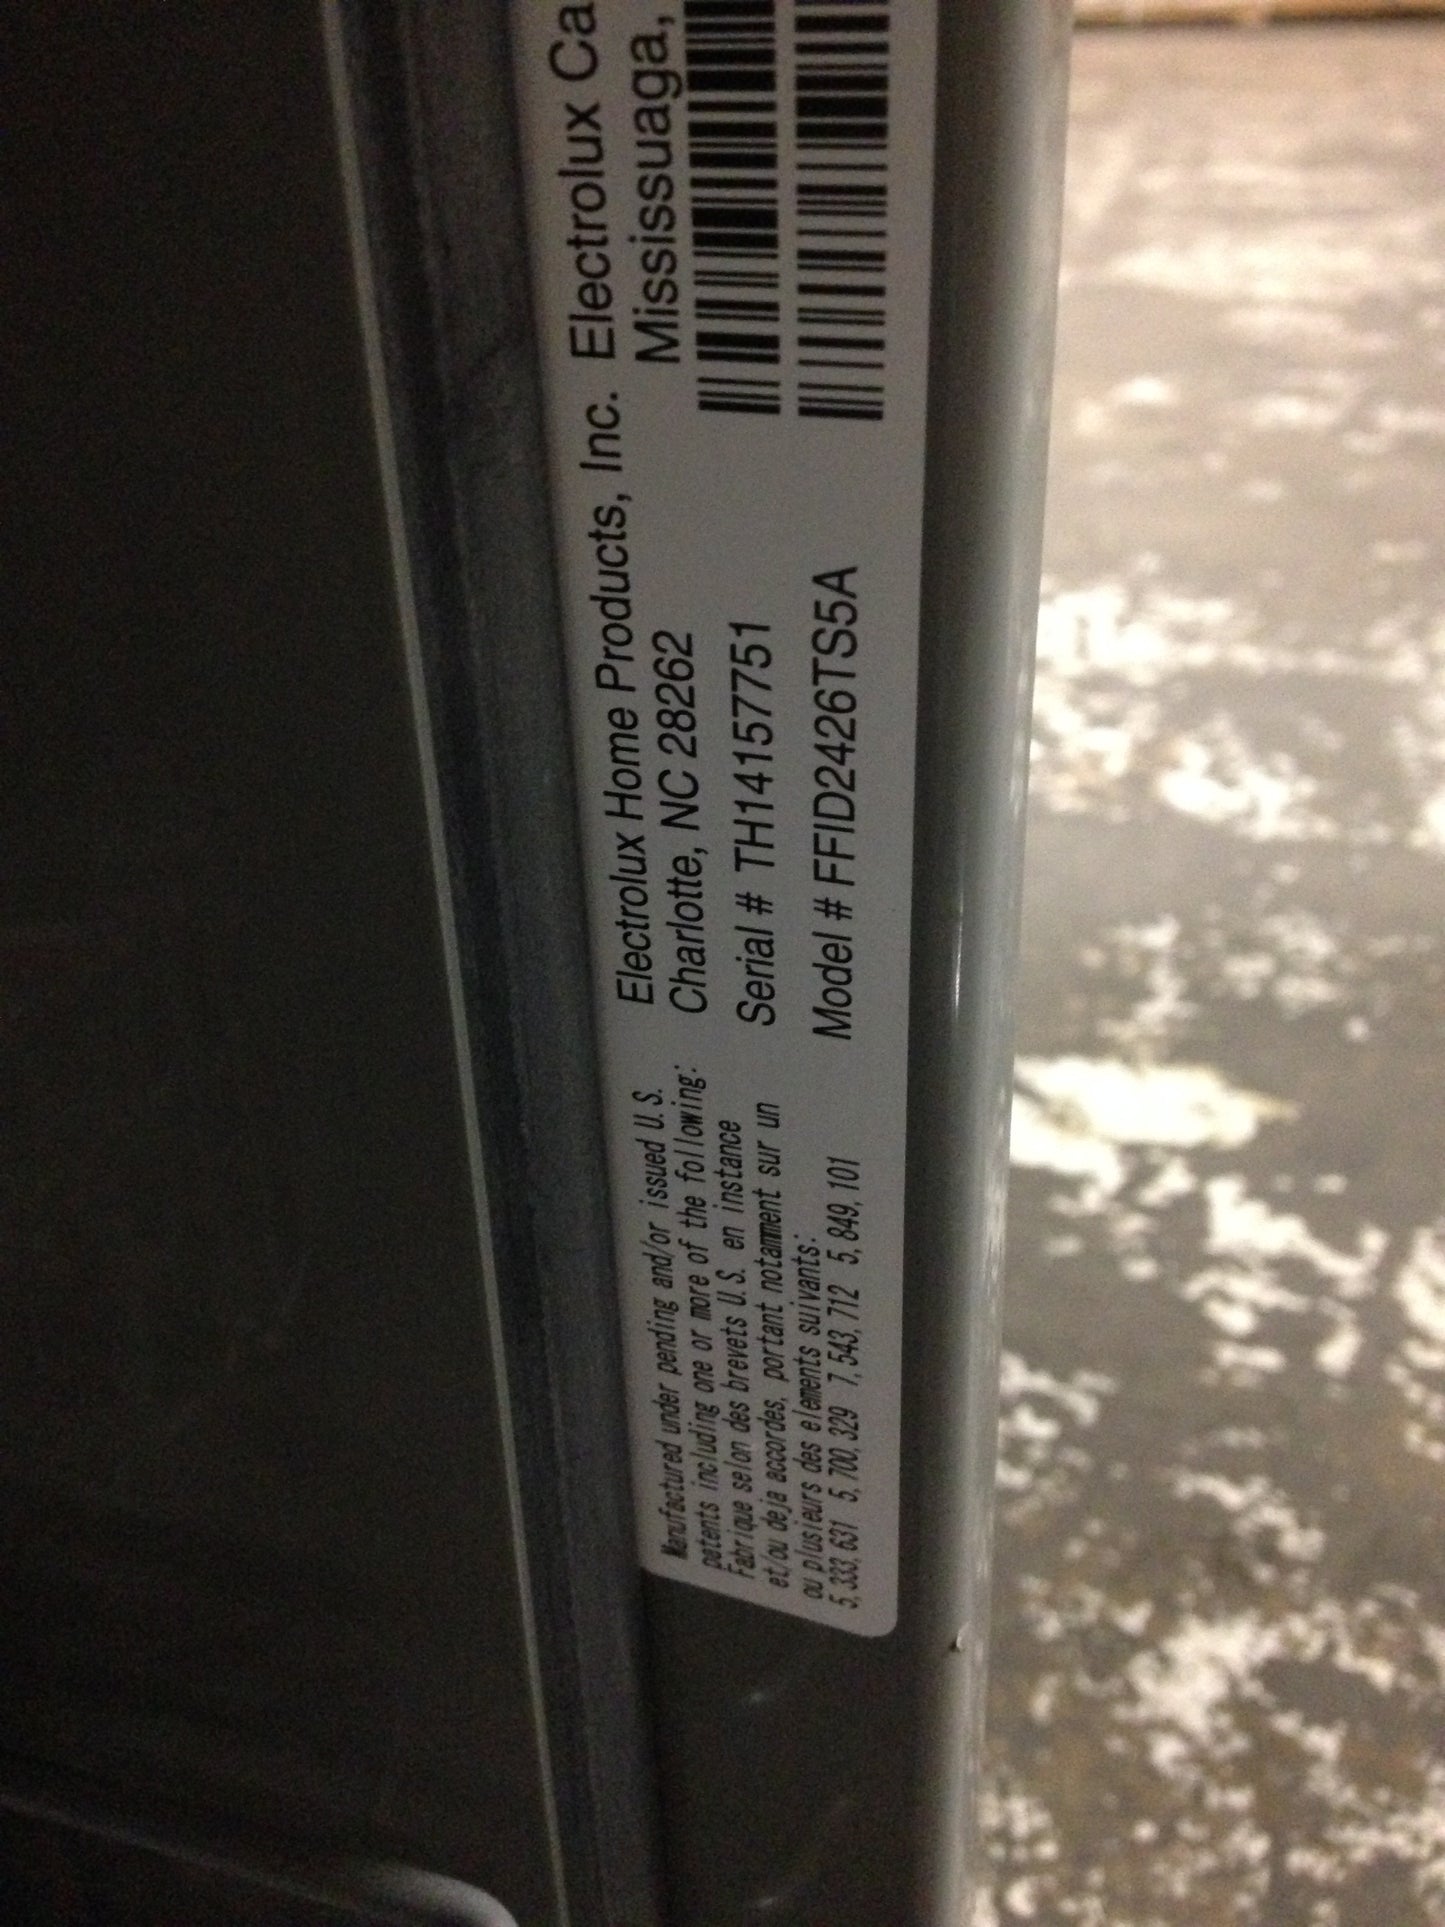 Manufactured under pending and/or issued U.S.
patents including one or more of the following:
Fabrique selon des brevets U.S. en instance
et/ou deja accordes, portant notamment sur un
ou plusieurs des elements suivants:
5,333,631 5,700,329 7,543,712 5,849,101
Electrolux Home Products, Inc.
Charlotte, NC 28262
Serial # TH14157751
Model # FFID2426TS5A
Electrolux Ca
Mississuaga,